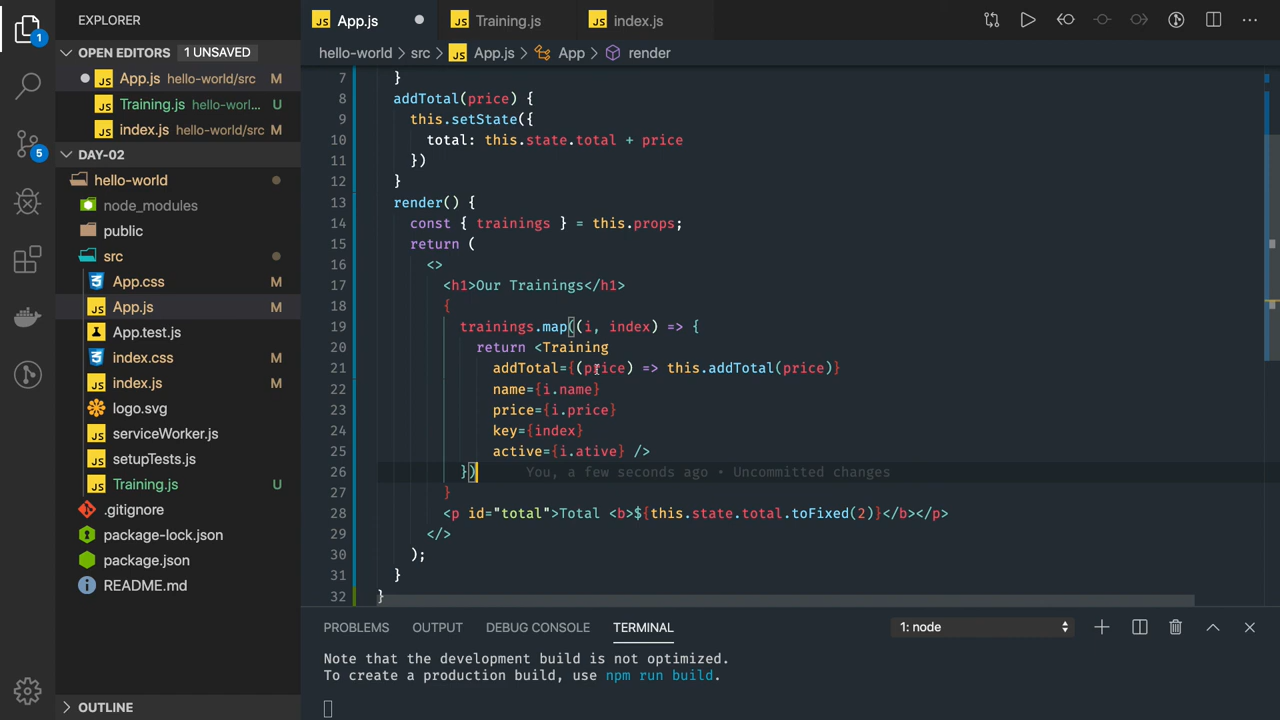 EXPLORER
App.js
Training.js
index.js
OPEN EDITORS 1 UNSAVED
App.js hello-world/src M
Training.js hello-worl... U
index.js hello-world/src M
DAY-02
hello-world
node_modules
public
src
App.css M
App.js M
App.test.js
index.css M
index.js M
logo.svg
serviceWorker.js
setupTests.js
Training.js U
.gitignore
package-lock.json
package.json
README.md
OUTLINE
1
5
hello-world > src > App.js > App > render
7 }
8 addTotal(price) {
9 this.setState({
10 total: this.state.total + price
11 })
12 }
13 render() {
14 const { trainings } = this.props;
15 return (
16 <>
17 <h1>Our Trainings</h1>
18 {
19 trainings.map((i, index) => {
20 return <Training
21 addTotal={(price) => this.addTotal(price)}
22 name={i.name}
23 price={i.price}
24 key={index}
25 active={i.ative} />
26 }) You, a few seconds ago • Uncommitted changes
27 }
28 <p id="total">Total <b>${this.state.total.toFixed(2)}</b></p>
29 </>
30 );
31 }
32 }
PROBLEMS OUTPUT DEBUG CONSOLE TERMINAL 1: node
Note that the development build is not optimized.
To create a production build, use npm run build.